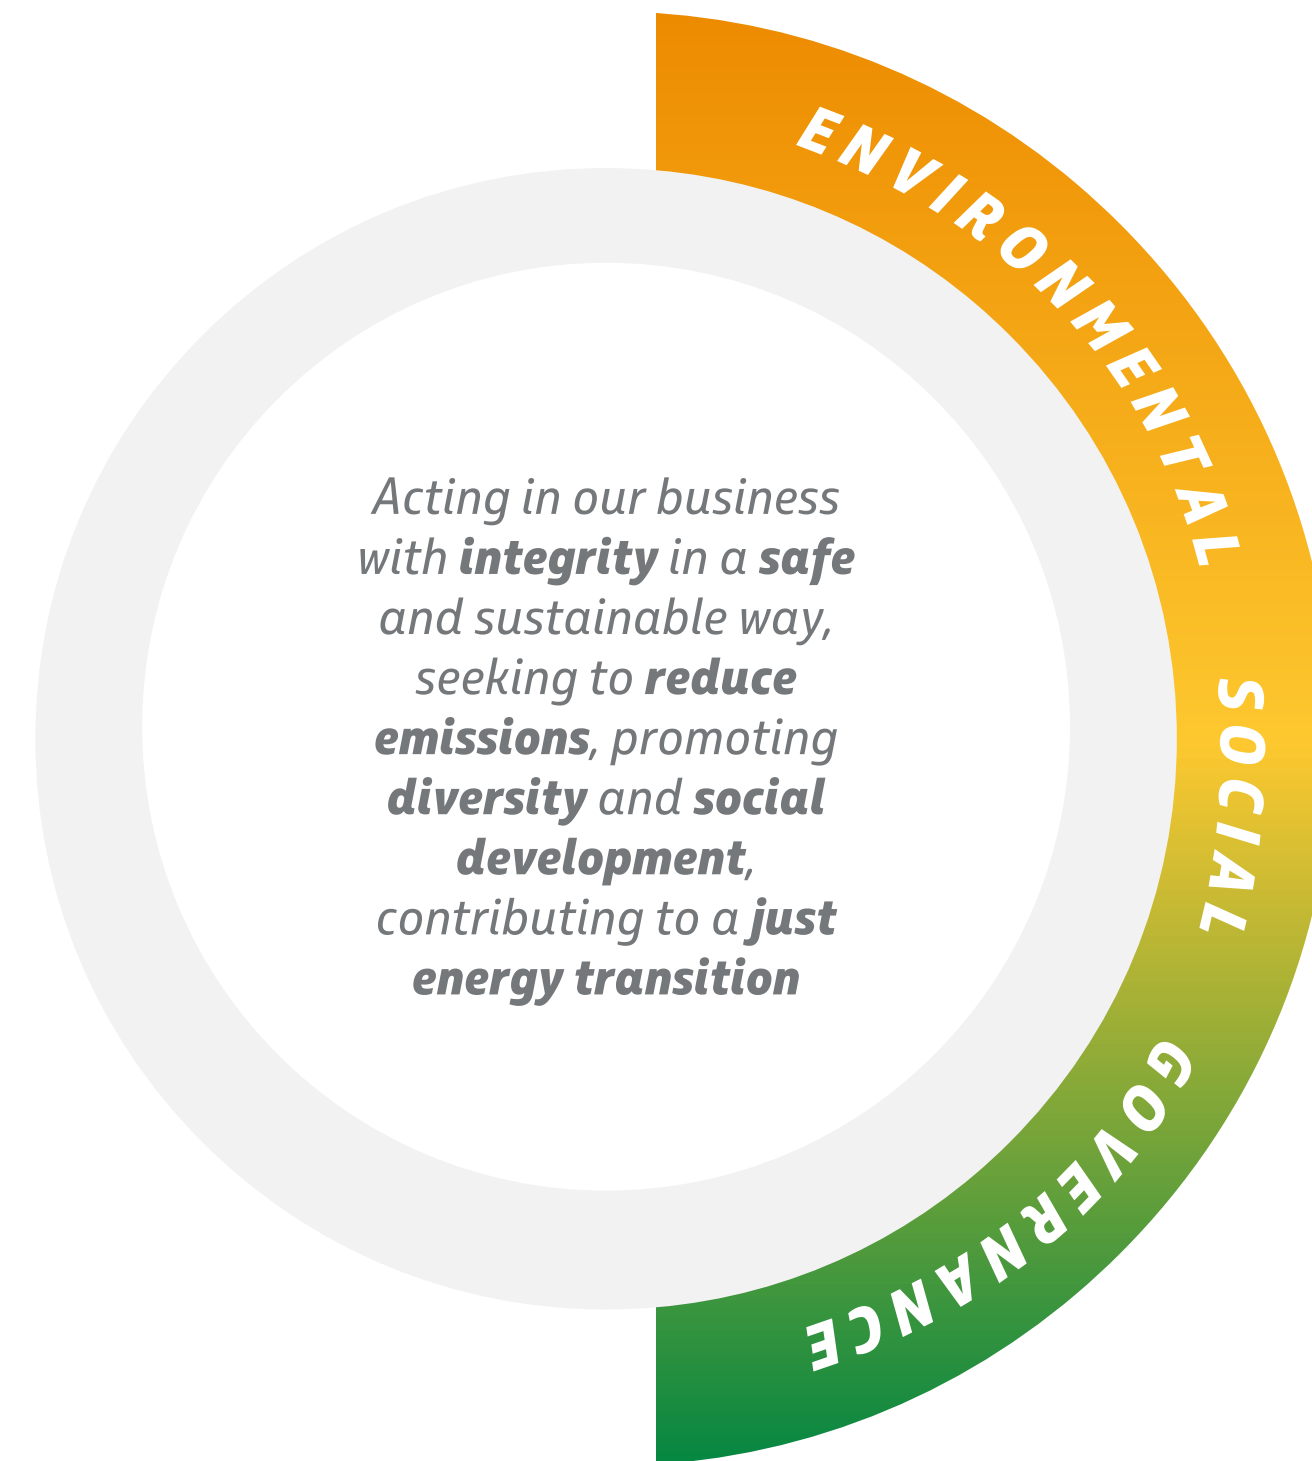 ENVIRONMENTAL
Acting in our business
with integrity in a safe
and sustainable way,
seeking to reduce
emissions, promoting
diversity and social
development,
contributing to a just
energy transition
SOCIAL
GOVERNANCE